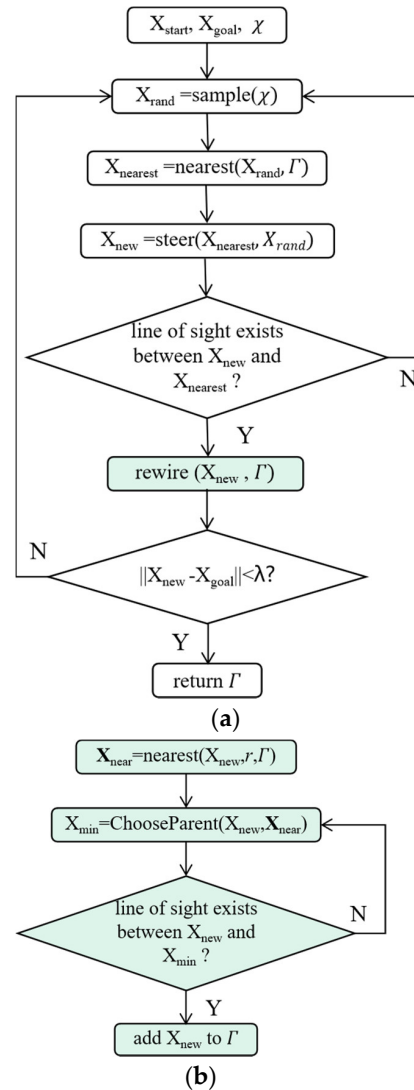 X_start, X_goal, χ
X_rand =sample(χ)
X_nearest =nearest(X_rand, Γ)
X_new =steer(X_nearest, X_rand)
line of sight exists
between X_new and
X_nearest ?
N
Y
rewire (X_new , Γ)
N
||X_new -X_goal||<λ?
Y
return Γ
(a)
X_near=nearest(X_new,r,Γ)
X_min=ChooseParent(X_new,X_near)
line of sight exists
between X_new and
X_min ?
N
Y
add X_new to Γ
(b)